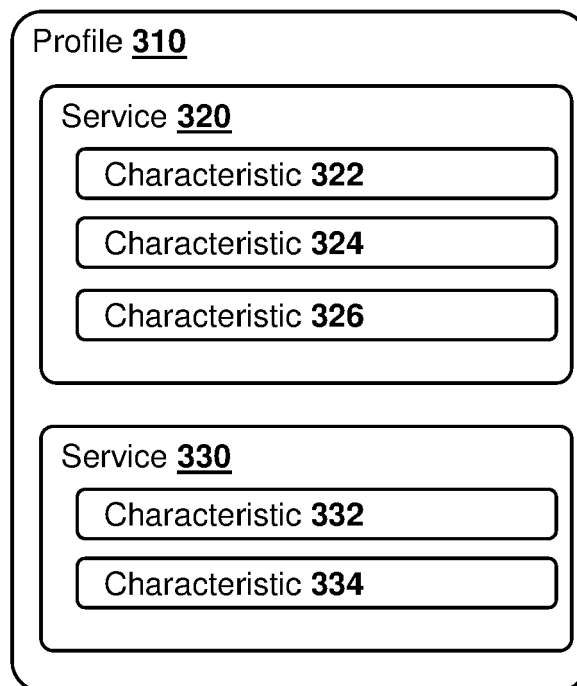 Profile 310
Service 320
Characteristic 322
Characteristic 324
Characteristic 326
Service 330
Characteristic 332
Characteristic 334